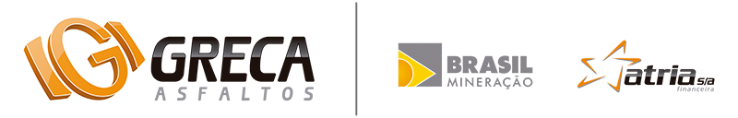 G
GRECA
ASFALTOS
BRASIL
MINERAÇÃO
atria s/a
financeira